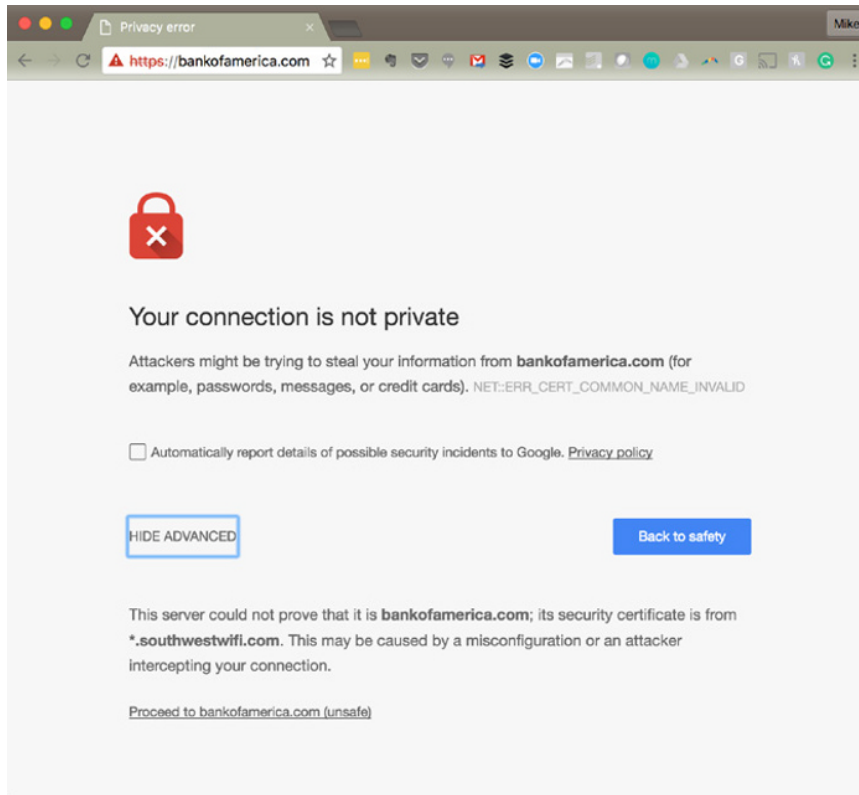 Privacy error
Mike
https://bankofamerica.com
Your connection is not private
Attackers might be trying to steal your information from bankofamerica.com (for
example, passwords, messages, or credit cards). NET::ERR_CERT_COMMON_NAME_INVALID
Automatically report details of possible security incidents to Google. Privacy policy
HIDE ADVANCED
Back to safety
This server could not prove that it is bankofamerica.com; its security certificate is from
*.southwestwifi.com. This may be caused by a misconfiguration or an attacker
intercepting your connection.
Proceed to bankofamerica.com (unsafe)